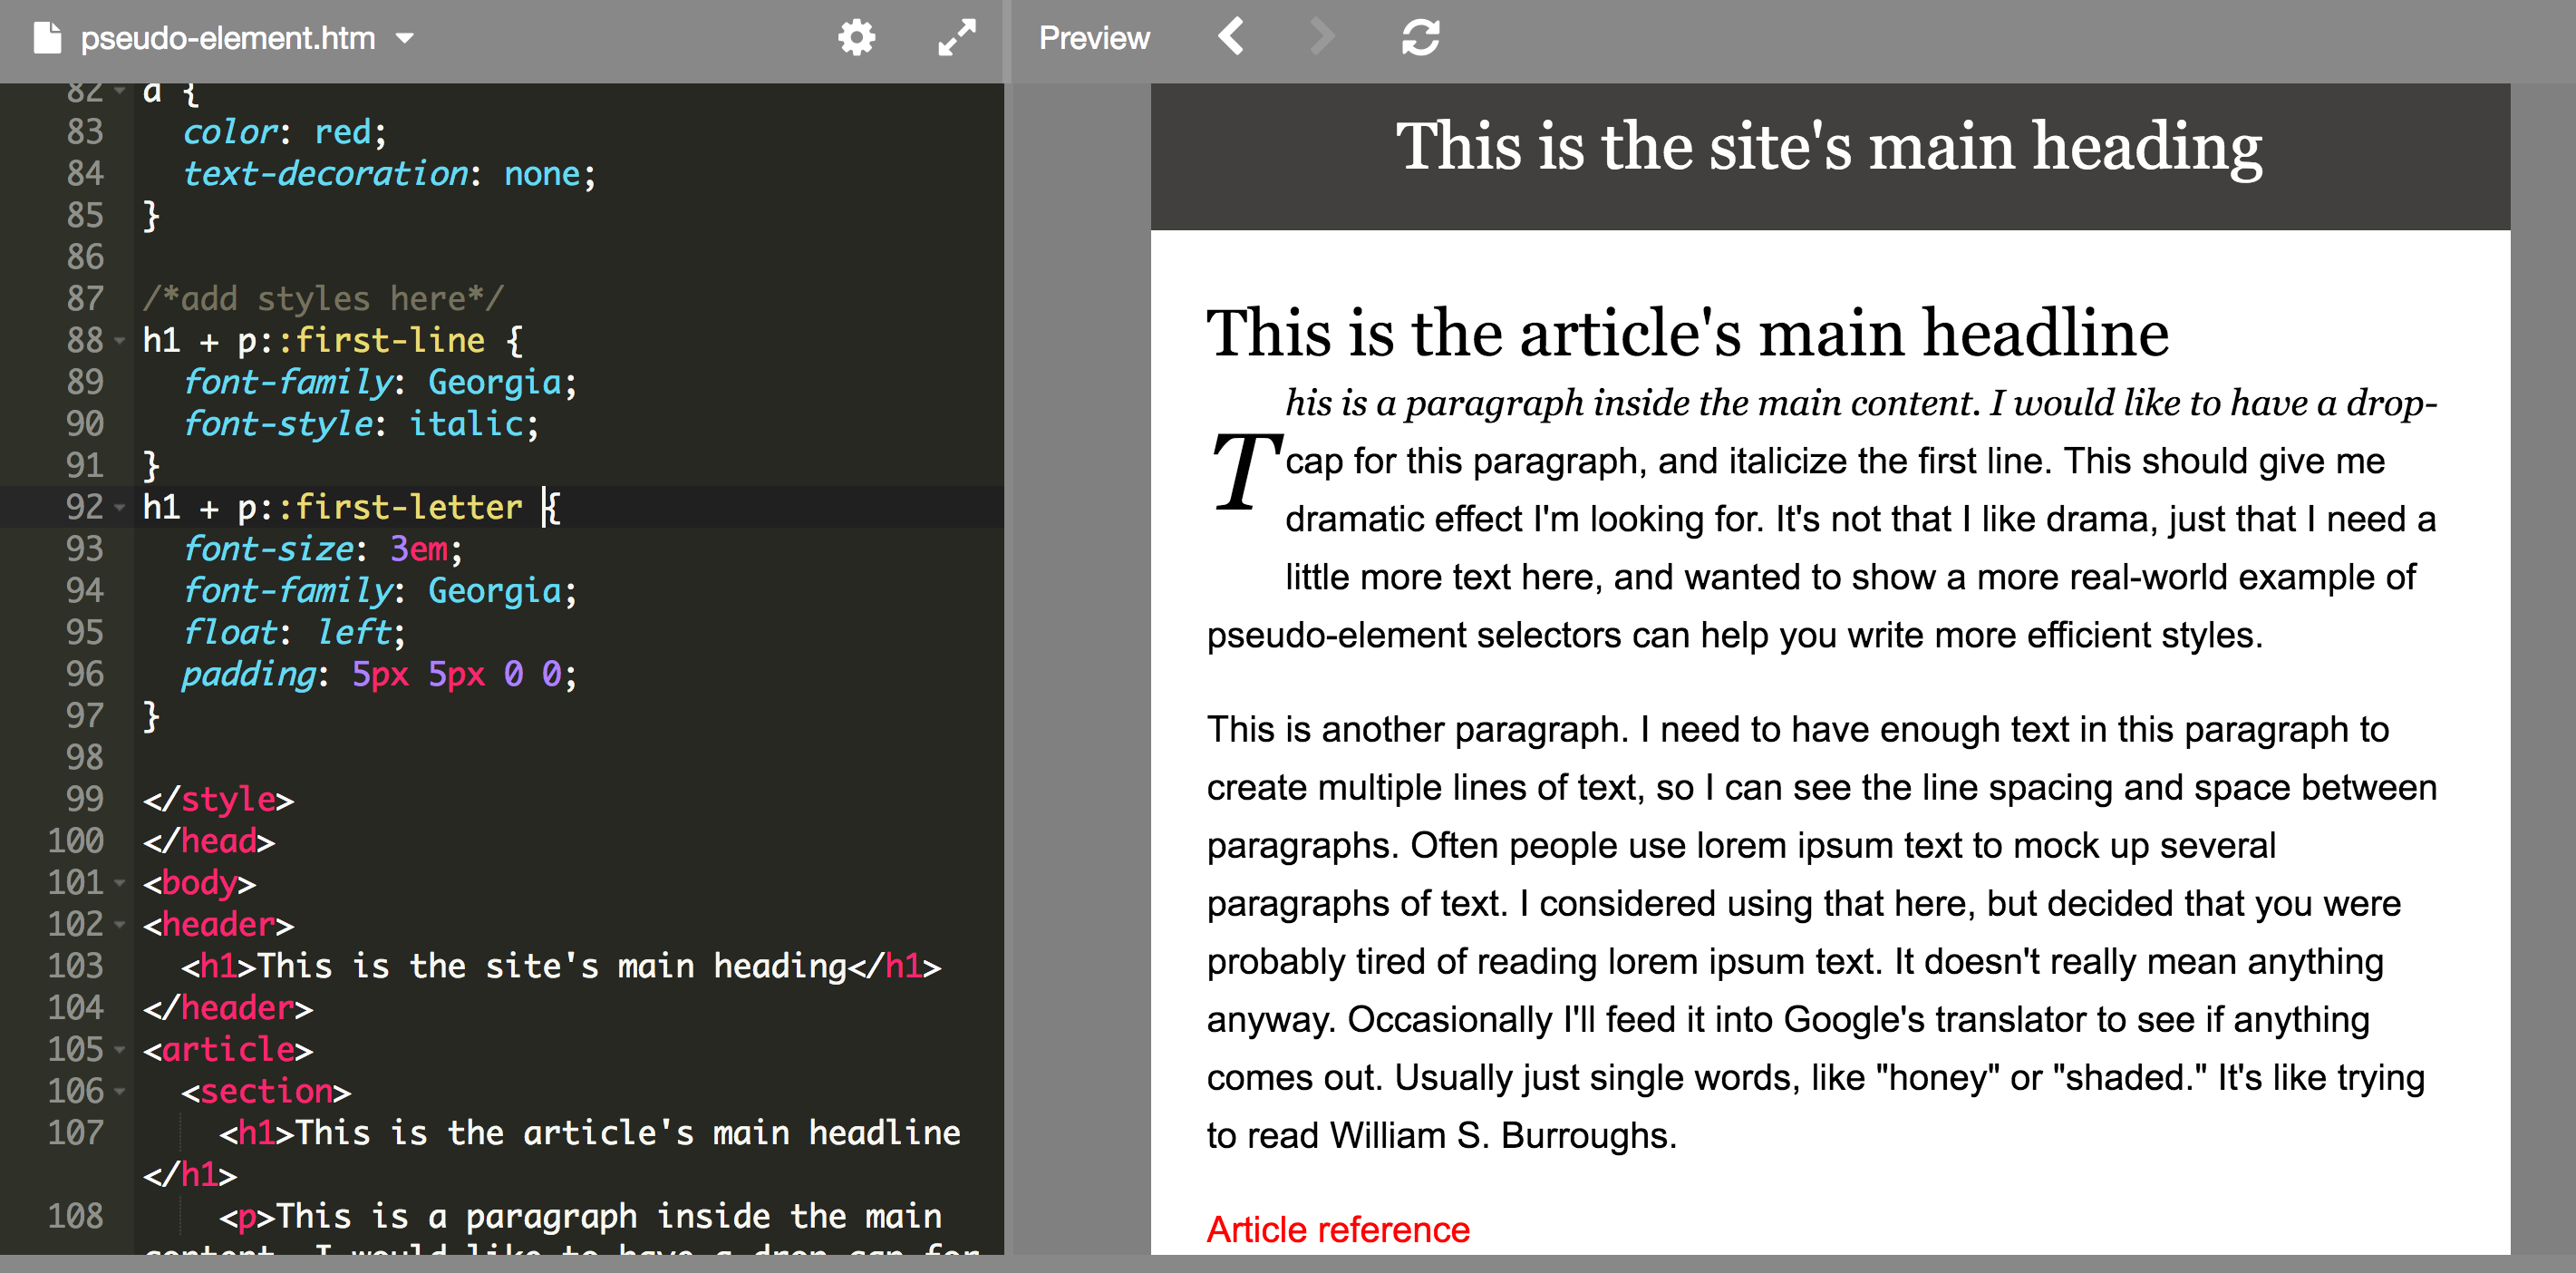 pseudo-element.htm
82 a {
83   color: red;
84   text-decoration: none;
85 }
86
87 /*add styles here*/
88 h1 + p::first-line {
89   font-family: Georgia;
90   font-style: italic;
91 }
92 h1 + p::first-letter {
93   font-size: 3em;
94   font-family: Georgia;
95   float: left;
96   padding: 5px 5px 0 0;
97 }
98
99 </style>
100 </head>
101 <body>
102 <header>
103   <h1>This is the site's main heading</h1>
104 </header>
105 <article>
106   <section>
107     <h1>This is the article's main headline
</h1>
108     <p>This is a paragraph inside the main
content. I would like to have a drop-cap for
Preview
This is the site's main heading
This is the article's main headline
This is a paragraph inside the main content. I would like to have a drop-
cap for this paragraph, and italicize the first line. This should give me
dramatic effect I'm looking for. It's not that I like drama, just that I need a
little more text here, and wanted to show a more real-world example of
pseudo-element selectors can help you write more efficient styles.
This is another paragraph. I need to have enough text in this paragraph to
create multiple lines of text, so I can see the line spacing and space between
paragraphs. Often people use lorem ipsum text to mock up several
paragraphs of text. I considered using that here, but decided that you were
probably tired of reading lorem ipsum text. It doesn't really mean anything
anyway. Occasionally I'll feed it into Google's translator to see if anything
comes out. Usually just single words, like "honey" or "shaded." It's like trying
to read William S. Burroughs.
Article reference